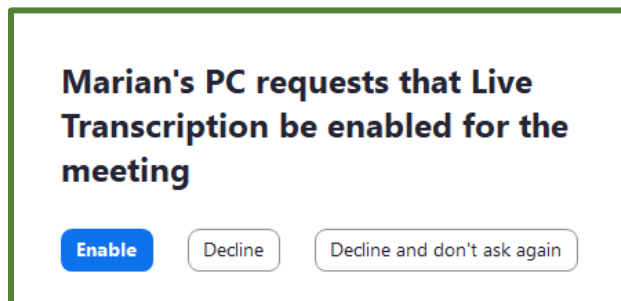 Marian's PC requests that Live
Transcription be enabled for the
meeting
Enable
Decline
Decline and don't ask again